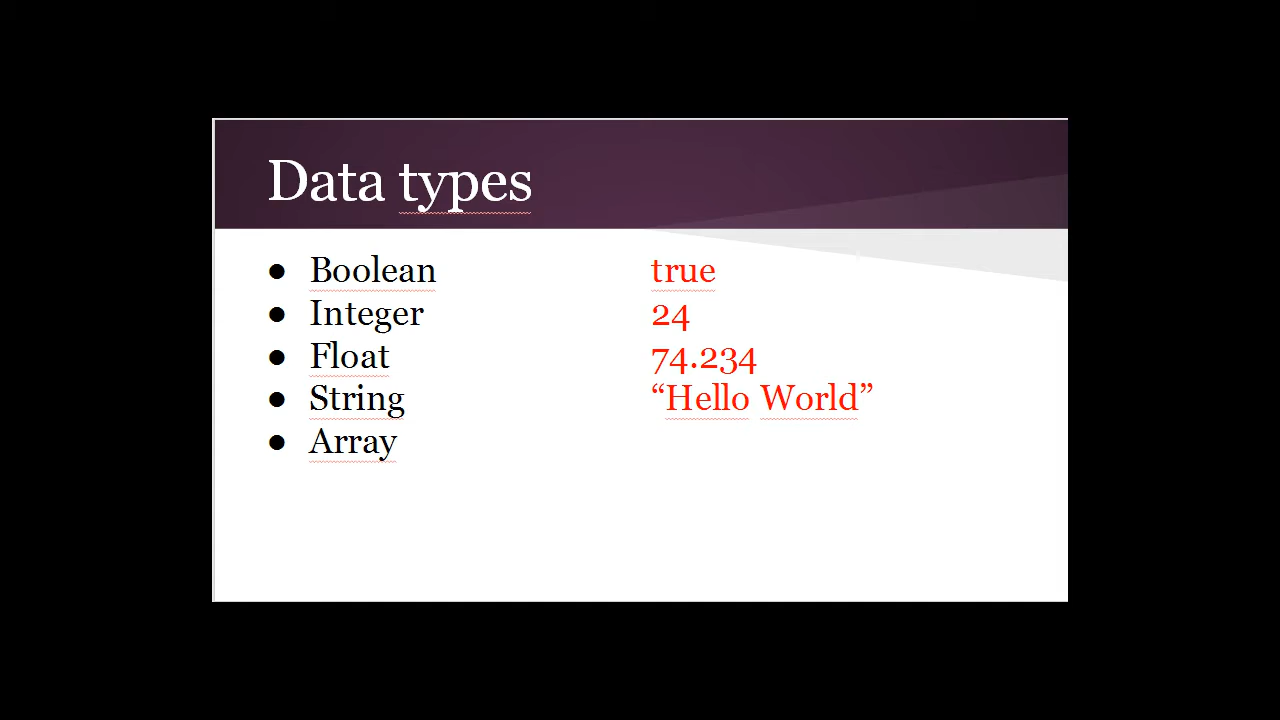 Data types
● Boolean true
● Integer 24
● Float 74.234
● String “Hello World”
● Array